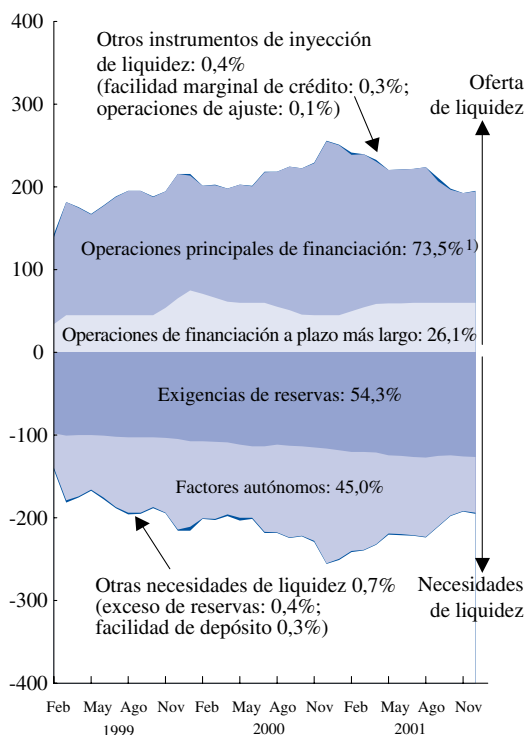 400
300
200
100
0
-100
-200
-300
-400
Otros instrumentos de inyección
de liquidez: 0,4%
(facilidad marginal de crédito: 0,3%;
operaciones de ajuste: 0,1%)
Oferta
de liquidez
Operaciones principales de financiación: 73,5%1)
Operaciones de financiación a plazo más largo: 26,1%
Exigencias de reservas: 54,3%
Factores autónomos: 45,0%
Otras necesidades de liquidez 0,7%
(exceso de reservas: 0,4%;
facilidad de depósito 0,3%)
Necesidades
de liquidez
Feb May Ago Nov Feb May Ago Nov Feb May Ago Nov
1999 2000 2001